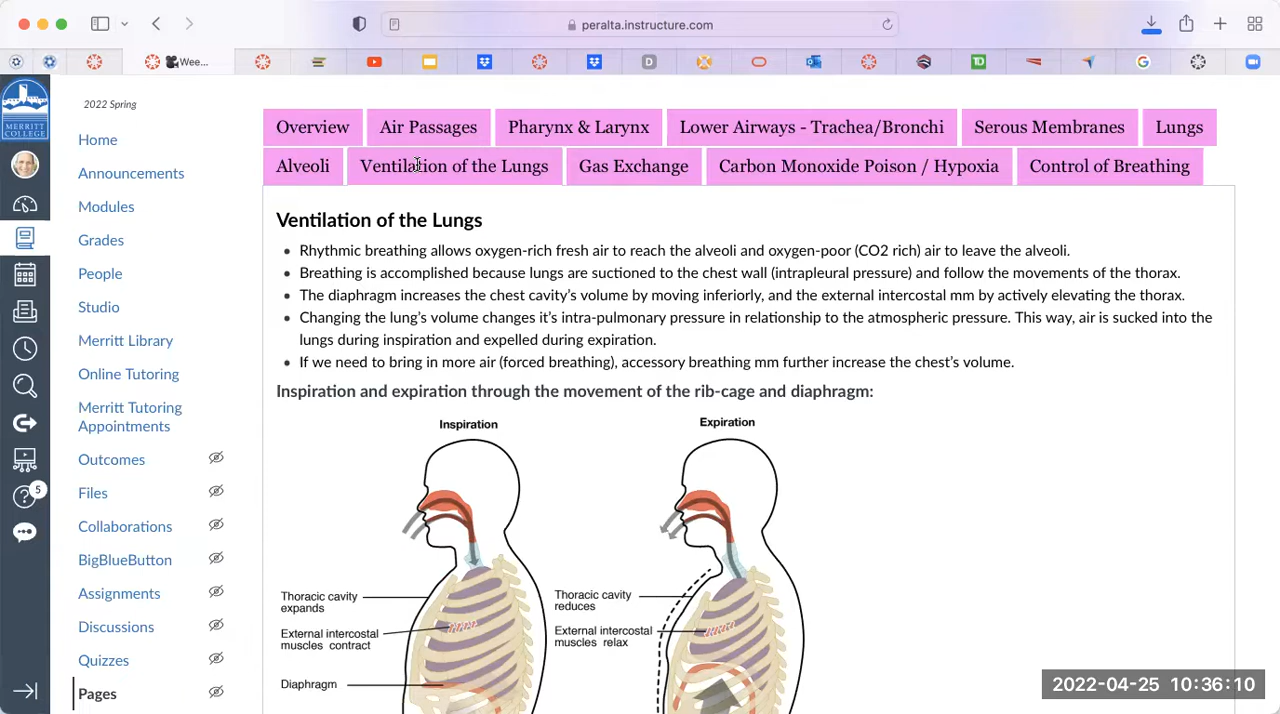 peralta.instructure.com
Wee...
MERRITT
COLLEGE
2022 Spring
Home
Announcements
Modules
Grades
People
Studio
Merritt Library
Online Tutoring
Merritt Tutoring
Appointments
Outcomes
Files
Collaborations
BigBlueButton
Assignments
Discussions
Quizzes
Pages
5
Overview
Air Passages
Pharynx & Larynx
Lower Airways - Trachea/Bronchi
Serous Membranes
Lungs
Alveoli
Ventilation of the Lungs
Gas Exchange
Carbon Monoxide Poison / Hypoxia
Control of Breathing
Ventilation of the Lungs
Rhythmic breathing allows oxygen-rich fresh air to reach the alveoli and oxygen-poor (CO2 rich) air to leave the alveoli.
Breathing is accomplished because lungs are suctioned to the chest wall (intrapleural pressure) and follow the movements of the thorax.
The diaphragm increases the chest cavity's volume by moving inferiorly, and the external intercostal mm by actively elevating the thorax.
Changing the lung's volume changes it's intra-pulmonary pressure in relationship to the atmospheric pressure. This way, air is sucked into the
lungs during inspiration and expelled during expiration.
If we need to bring in more air (forced breathing), accessory breathing mm further increase the chest's volume.
Inspiration and expiration through the movement of the rib-cage and diaphragm:
Inspiration
Thoracic cavity
expands
External intercostal
muscles contract
Diaphragm
Expiration
Thoracic cavity
reduces
External intercostal
muscles relax
2022-04-25 10:36:10